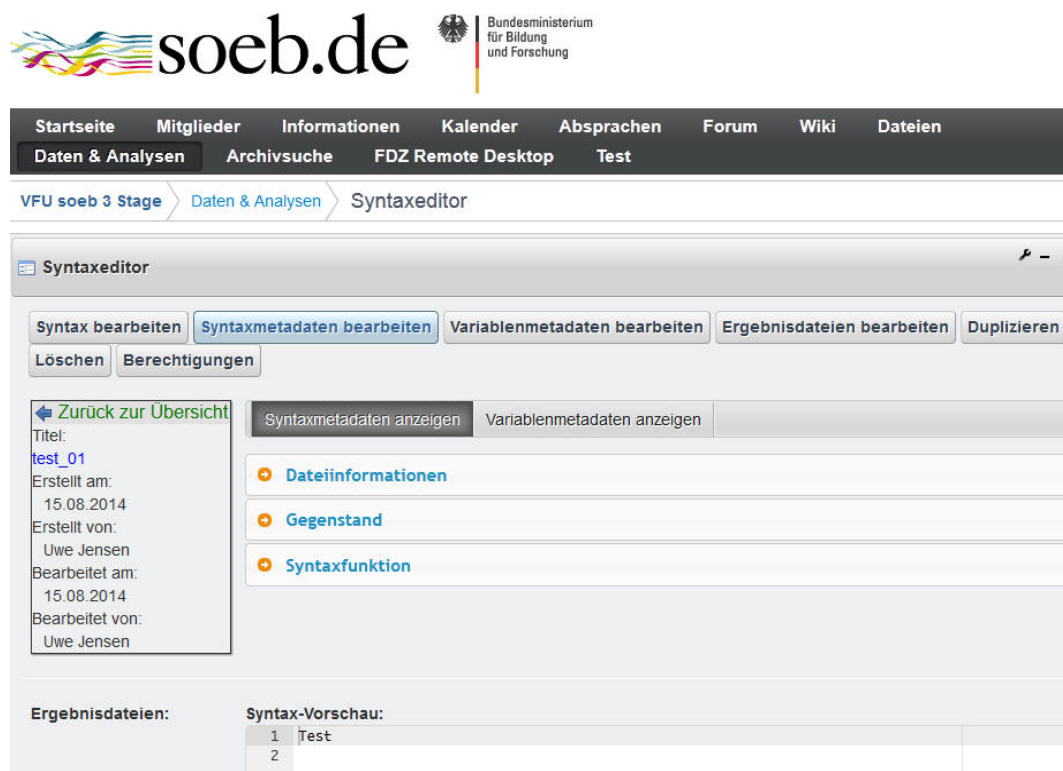 soeb.de
Bundesministerium
für Bildung
und Forschung
Startseite Mitglieder Informationen Kalender Absprachen Forum Wiki Dateien
Daten & Analysen Archivsuche FDZ Remote Desktop Test
VFU soeb 3 Stage Daten & Analysen Syntaxeditor
Syntaxeditor
Syntax bearbeiten Syntaxmetadaten bearbeiten Variablenmetadaten bearbeiten Ergebnisdateien bearbeiten Duplizieren
Löschen Berechtigungen
Zurück zur Übersicht
Titel:
test_01
Erstellt am:
15.08.2014
Erstellt von:
Uwe Jensen
Bearbeitet am:
15.08.2014
Bearbeitet von:
Uwe Jensen
Syntaxmetadaten anzeigen Variablenmetadaten anzeigen
Dateiinformationen
Gegenstand
Syntaxfunktion
Ergebnisdateien:
Syntax-Vorschau:
1 Test
2